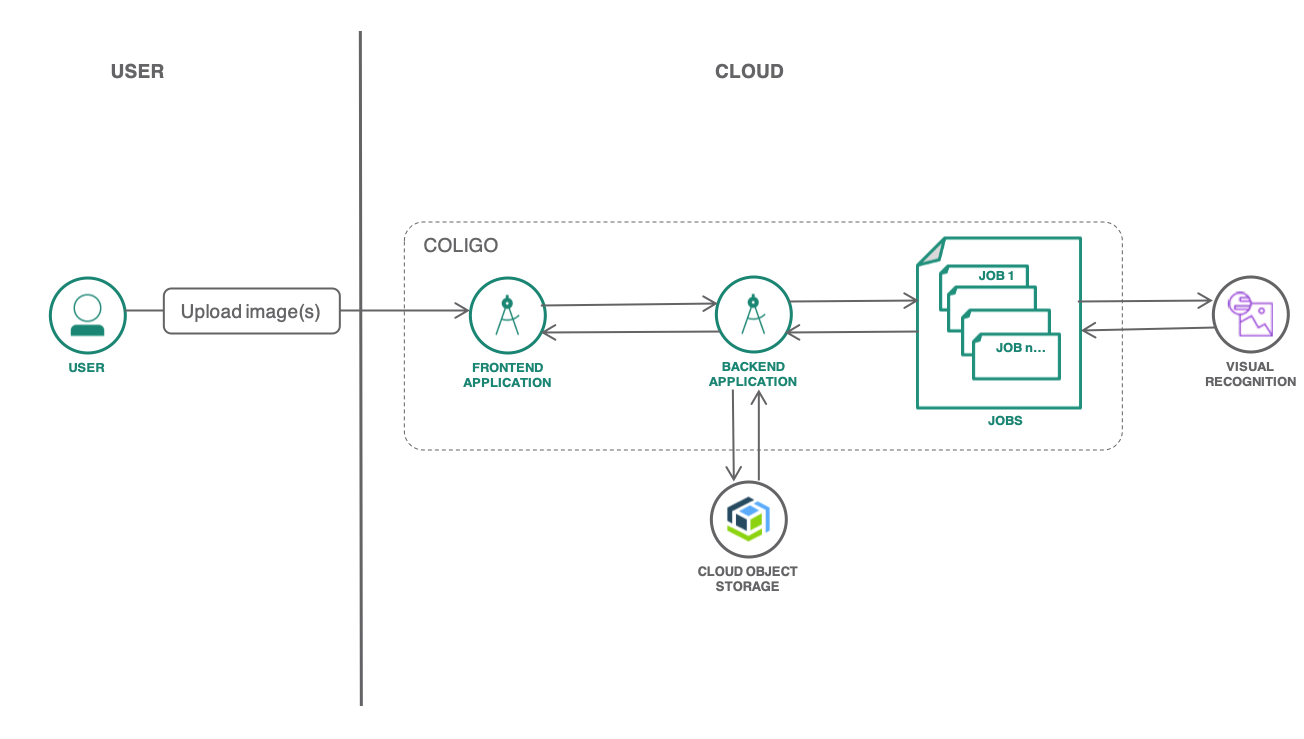 USER
CLOUD
COLIGO
Upload image(s)
USER
FRONTEND
APPLICATION
BACKEND
APPLICATION
JOB 1
JOB n...
JOBS
VISUAL
RECOGNITION
CLOUD OBJECT
STORAGE